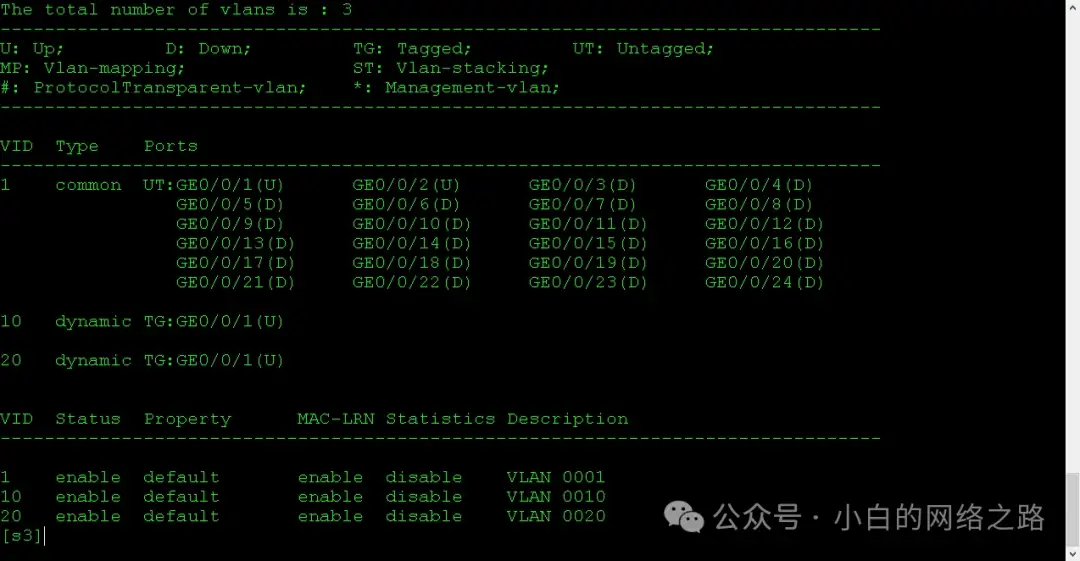 The total number of vlans is : 3
--------------------------------------------------------------------------------
U: Up;         D: Down;         TG: Tagged;         UT: Untagged;
MP: Vlan-mapping;               ST: Vlan-stacking;
#: ProtocolTransparent-vlan;    *: Management-vlan;
--------------------------------------------------------------------------------
VID  Type    Ports
--------------------------------------------------------------------------------
1    common  UT:GE0/0/1(U)      GE0/0/2(U)      GE0/0/3(D)      GE0/0/4(D)
                GE0/0/5(D)      GE0/0/6(D)      GE0/0/7(D)      GE0/0/8(D)
                GE0/0/9(D)      GE0/0/10(D)     GE0/0/11(D)     GE0/0/12(D)
                GE0/0/13(D)     GE0/0/14(D)     GE0/0/15(D)     GE0/0/16(D)
                GE0/0/17(D)     GE0/0/18(D)     GE0/0/19(D)     GE0/0/20(D)
                GE0/0/21(D)     GE0/0/22(D)     GE0/0/23(D)     GE0/0/24(D)
10   dynamic TG:GE0/0/1(U)
20   dynamic TG:GE0/0/1(U)
VID  Status  Property      MAC-LRN Statistics Description
--------------------------------------------------------------------------------
1    enable  default       enable  disable    VLAN 0001
10   enable  default       enable  disable    VLAN 0010
20   enable  default       enable  disable    VLAN 0020
[s3]
公众号 · 小白的网络之路